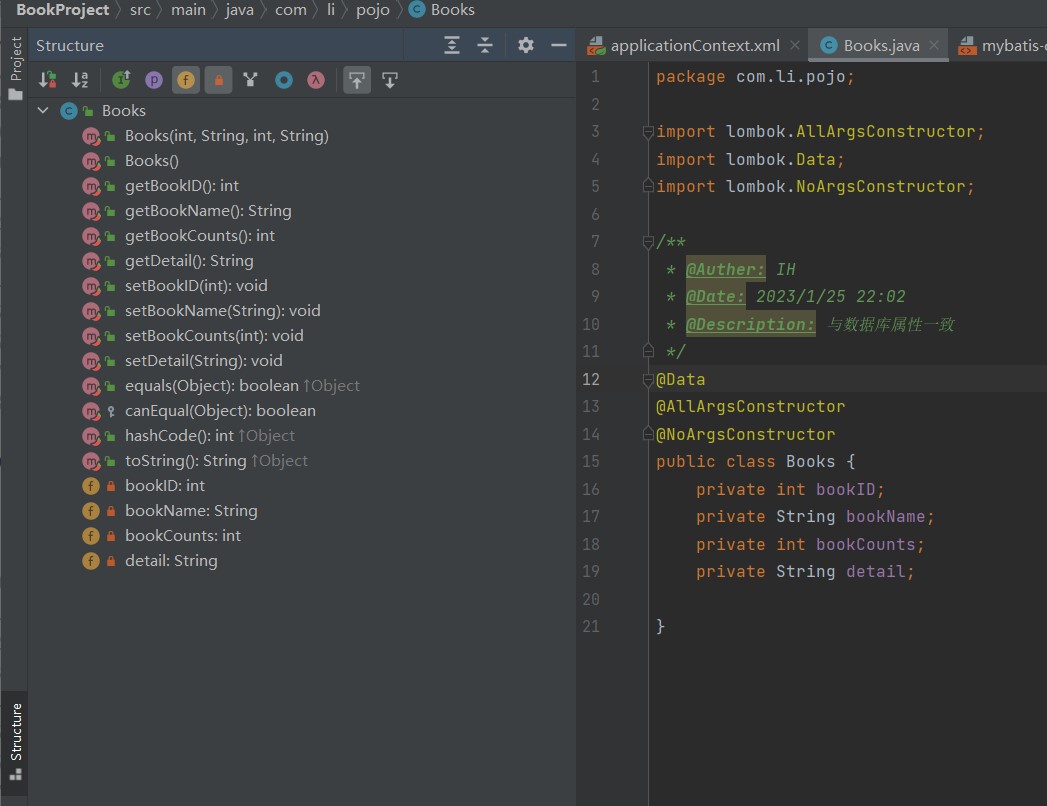 BookProject src main java com li pojo Books
Project
Structure
Books
Books(int, String, int, String)
Books()
getBookID(): int
getBookName(): String
getBookCounts(): int
getDetail(): String
setBookID(int): void
setBookName(String): void
setBookCounts(int): void
setDetail(String): void
equals(Object): boolean ↑Object
canEqual(Object): boolean
hashCode(): int ↑Object
toString(): String ↑Object
bookID: int
bookName: String
bookCounts: int
detail: String
Structure
applicationContext.xml Books.java mybatis-c
1 package com.li.pojo;
2
3 import lombok.AllArgsConstructor;
4 import lombok.Data;
5 import lombok.NoArgsConstructor;
6
7 /**
8 * @Auther: IH
9 * @Date: 2023/1/25 22:02
10 * @Description: 与数据库属性一致
11 */
12 @Data
13 @AllArgsConstructor
14 @NoArgsConstructor
15 public class Books {
16 private int bookID;
17 private String bookName;
18 private int bookCounts;
19 private String detail;
20
21 }